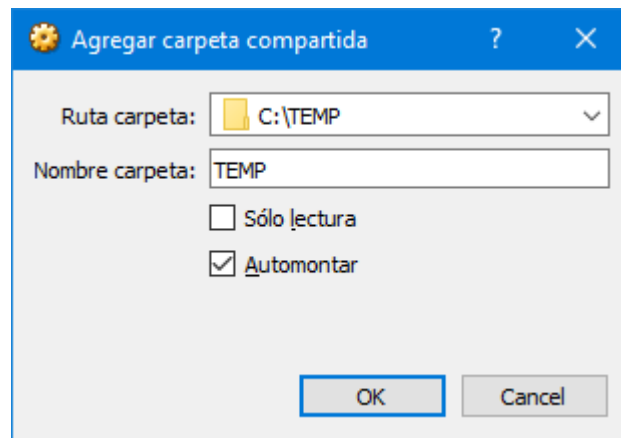 Agregar carpeta compartida ?
Ruta carpeta: C:\TEMP
Nombre carpeta: TEMP
Sólo lectura
Automontar
OK Cancel